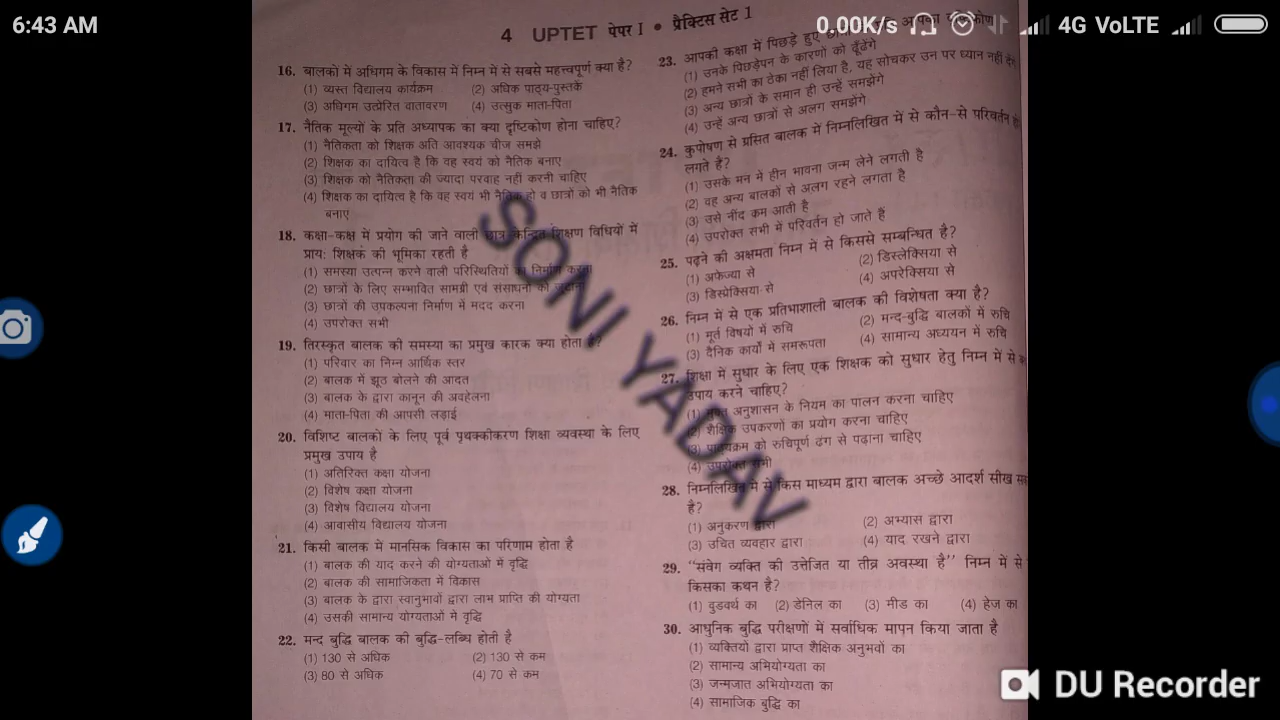 6:43 AM
0.00K/s
4G VoLTE
4 UPTET पेपर I • प्रैक्टिस सेट 1
16. बालकों में अधिगम के विकास में निम्न में से सबसे महत्त्वपूर्ण क्या है?
(1) व्यस्त विद्यालय कार्यक्रम (2) अधिक पाठ्य-पुस्तकें
(3) अधिगम उत्प्रेरित वातावरण (4) उत्सुक माता-पिता
17. नैतिक मूल्यों के प्रति अध्यापक का क्या दृष्टिकोण होना चाहिए?
(1) नैतिकता को शिक्षक अति आवश्यक चीज समझे
(2) शिक्षक का दायित्व है कि वह स्वयं को नैतिक बनाए
(3) शिक्षक को नैतिकता की ज्यादा परवाह नहीं करनी चाहिए
(4) शिक्षक का दायित्व है कि वह स्वयं भी नैतिक हो व छात्रों को भी नैतिक
बनाए
18. कक्षा-कक्ष में प्रयोग की जाने वाली छात्र केन्द्रित शिक्षण विधियों में
प्राय: शिक्षक की भूमिका रहती है
(1) समस्या उत्पन्न करने वाली परिस्थितियों का निर्माण करना
(2) छात्रों के लिए सम्भावित सामग्री एवं संसाधनों को जुटाना
(3) छात्रों की उपकल्पना निर्माण में मदद करना
(4) उपरोक्त सभी
19. तिरस्कृत बालक की समस्या का प्रमुख कारक क्या होता है?
(1) परिवार का निम्न आर्थिक स्तर
(2) बालक में झूठ बोलने की आदत
(3) बालक के द्वारा कानून की अवहेलना
(4) माता-पिता की आपसी लड़ाई
20. विशिष्ट बालकों के लिए पूर्व पृथक्कीकरण शिक्षा व्यवस्था के लिए
प्रमुख उपाय है
(1) अतिरिक्त कक्षा योजना
(2) विशेष कक्षा योजना
(3) विशेष विद्यालय योजना
(4) आवासीय विद्यालय योजना
21. किसी बालक में मानसिक विकास का परिणाम होता है
(1) बालक की याद करने की योग्यताओं में वृद्धि
(2) बालक की सामाजिकता में विकास
(3) बालक के द्वारा स्वानुभावों द्वारा लाभ प्राप्ति की योग्यता
(4) उसकी सामान्य योग्यताओं में वृद्धि
22. मन्द बुद्धि बालक की बुद्धि-लब्धि होती है
(1) 130 से अधिक (2) 130 से कम
(3) 80 से अधिक (4) 70 से कम
23. आपकी कक्षा में पिछड़े हुए
(1) उनके पिछड़ेपन के कारणों को ढूँढेंगे
(2) हमने सभी का ठेका नहीं लिया है, यह सोचकर उन पर ध्यान नहीं
(3) अन्य छात्रों के समान ही उन्हें समझेंगे
(4) उन्हें अन्य छात्रों से अलग समझेंगे
24. कुपोषण से ग्रसित बालक में निम्नलिखित में से कौन-से परिवर्तन
लगते है?
(1) उसके मन में हीन भावना जन्म लेने लगती है
(2) वह अन्य बालकों से अलग रहने लगता है
(3) उसे नींद कम आती है
(4) उपरोक्त सभी में परिवर्तन हो जाते हैं
25. पढ़ने की अक्षमता निम्न में से किससे सम्बन्धित है?
(1) अफेज्या से (2) डिस्लेक्सिया से
(3) डिस्प्रेक्सिया से (4) अपरेक्सिया से
26. निम्न में से एक प्रतिभाशाली बालक की विशेषता क्या है?
(1) मूर्त विषयों में रुचि (2) मन्द-बुद्धि बालकों में रुचि
(3) दैनिक कार्यों में समरूपता (4) सामान्य अध्ययन में रुचि
27. शिक्षा में सुधार के लिए एक शिक्षक को सुधार हेतु निम्न में से
उपाय करने चाहिए?
(1) मुक्त अनुशासन के नियम का पालन करना चाहिए
(2) शैक्षिक उपकरणों का प्रयोग करना चाहिए
(3) पाठ्यक्रम को रुचिपूर्ण ढंग से पढ़ाना चाहिए
(4) उपरोक्त सभी
28. निम्नलिखित में से किस माध्यम द्वारा बालक अच्छे आदर्श सीख
है?
(1) अनुकरण द्वारा (2) अभ्यास द्वारा
(3) उचित व्यवहार द्वारा (4) याद रखने द्वारा
29. "संवेग व्यक्ति की उत्तेजित या तीव्र अवस्था है" निम्न में से
किसका कथन है?
(1) वुडवर्थ का (2) डेनिल का (3) मीड का (4) हेज का
30. आधुनिक बुद्धि परीक्षणों में सर्वाधिक मापन किया जाता है
(1) व्यक्तियों द्वारा प्राप्त शैक्षिक अनुभवों का
(2) सामान्य अभियोग्यता का
(3) जन्मजात अभियोग्यता का
(4) सामाजिक बुद्धि का
SONI YADAV
DU Recorder